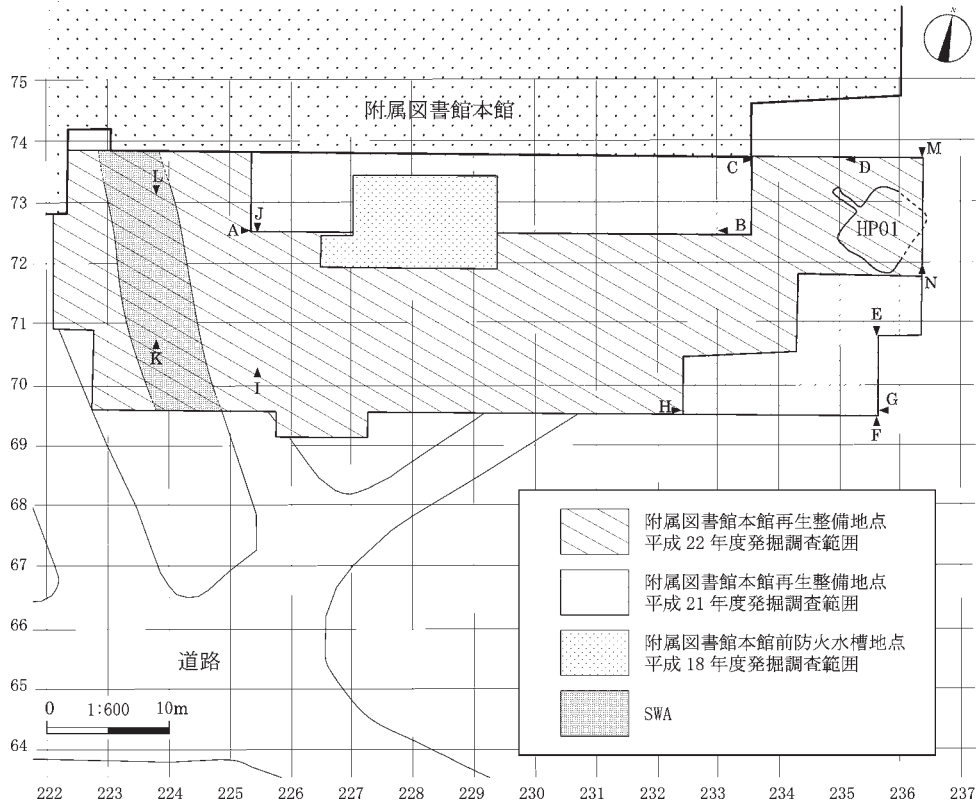 N
75
附属図書館本館
74
M
C
D
L
73
J
A
B
HP01
72
N
E
71
K
70
I
H
G
F
69
68
附属図書館本館再生整備地点
平成 22 年度発掘調査範囲
67
附属図書館本館再生整備地点
平成 21 年度発掘調査範囲
66
附属図書館本館前防火水槽地点
平成 18 年度発掘調査範囲
道路
65
0 1:600 10m
SWA
64
222 223 224 225 226 227 228 229 230 231 232 233 234 235 236 237